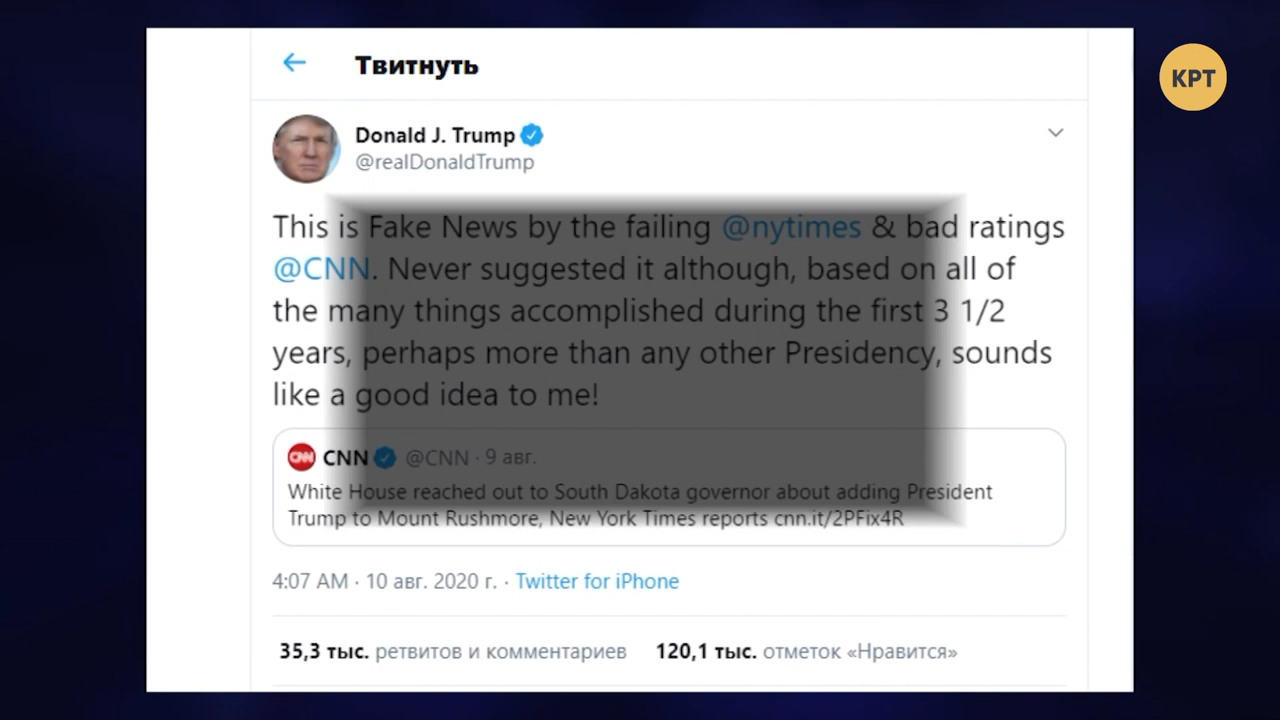 Твитнуть
КРТ
Donald J. Trump
@realDonaldTrump
This is Fake News by the failing @nytimes & bad ratings
@CNN. Never suggested it although, based on all of
the many things accomplished during the first 3 1/2
years, perhaps more than any other Presidency, sounds
like a good idea to me!
CNN CNN @CNN · 9 авг.
White House reached out to South Dakota governor about adding President
Trump to Mount Rushmore, New York Times reports cnn.it/2PFix4R
4:07 AM · 10 авг. 2020 г. · Twitter for iPhone
35,3 тыс. ретвитов и комментариев 120,1 тыс. отметок «Нравится»